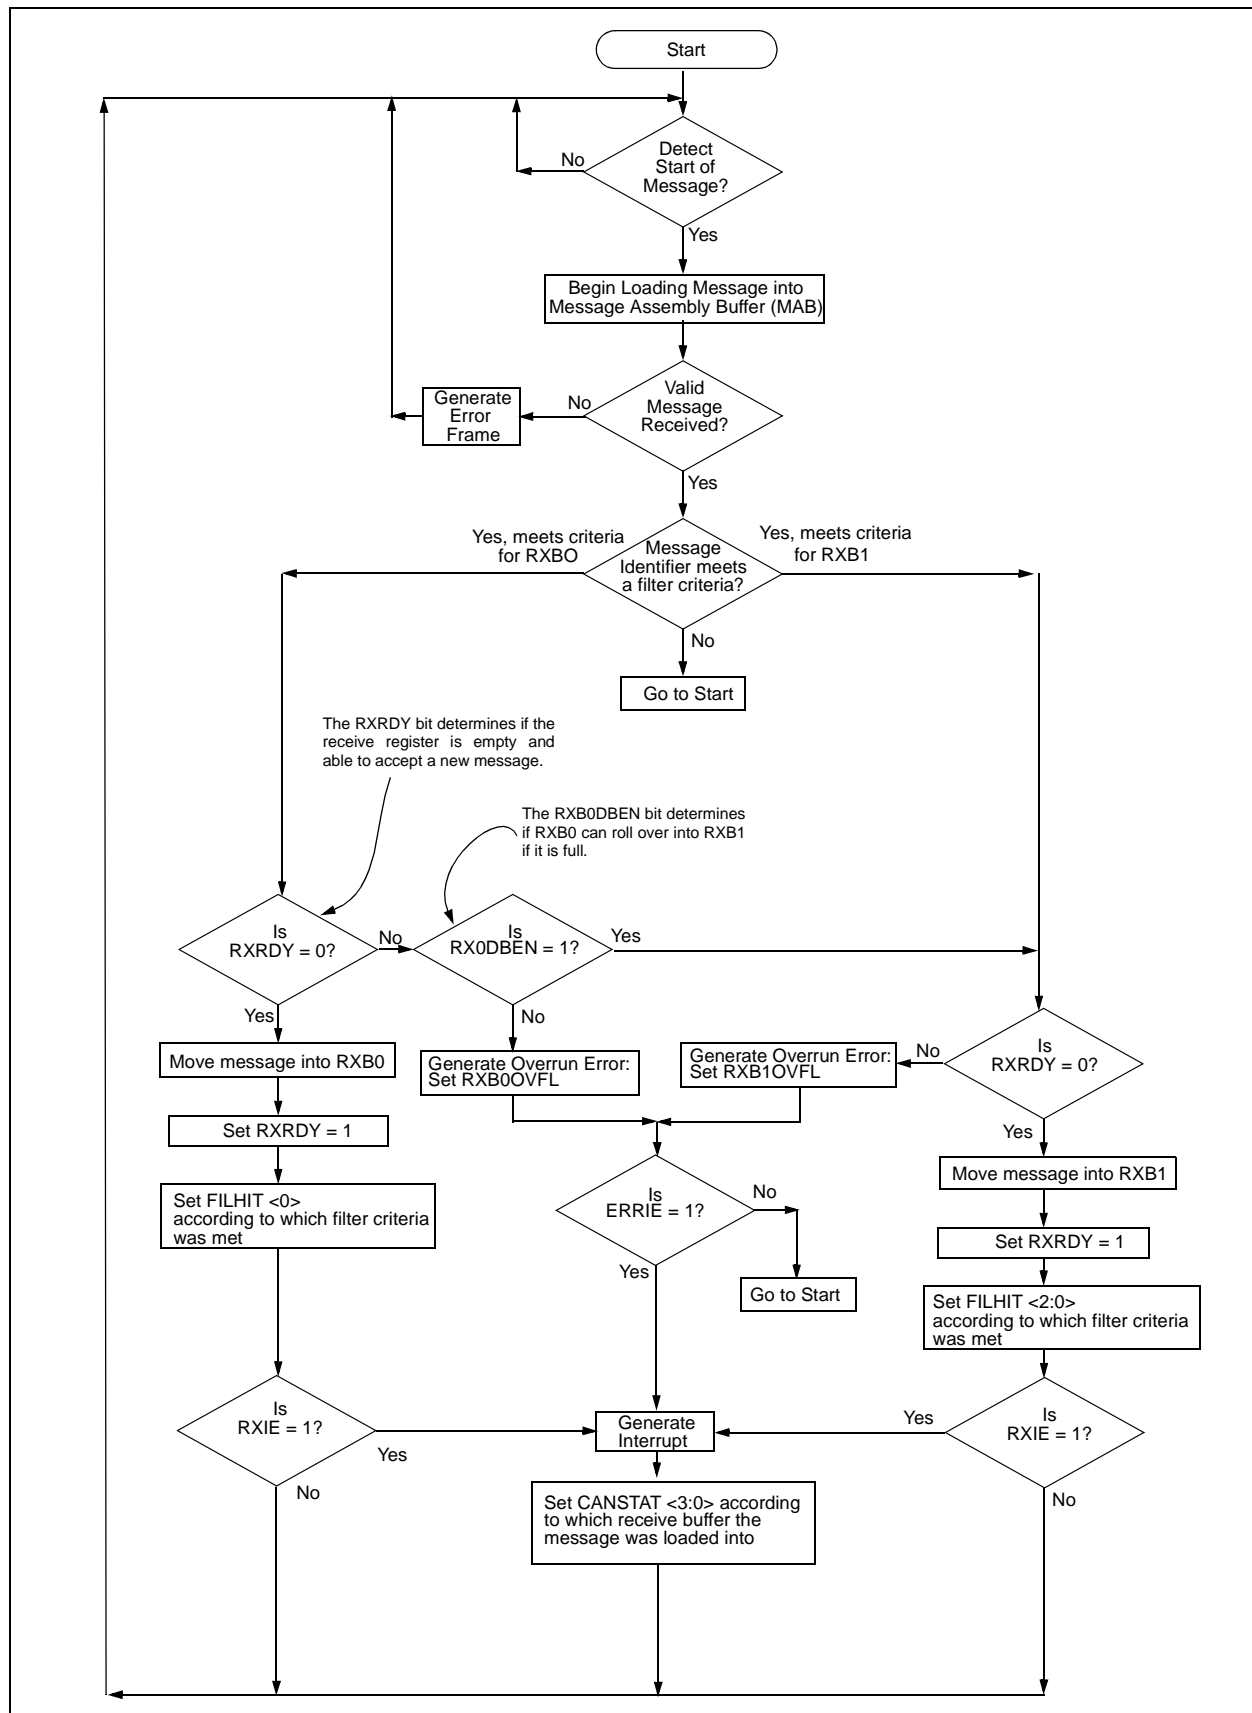 Start
Detect
Start of
Message?
No
Yes
Begin Loading Message into
Message Assembly Buffer (MAB)
Valid
Message
Received?
No
Generate
Error
Frame
Yes
Yes, meets criteria
for RXBO
Message
Identifier meets
a filter criteria?
Yes, meets criteria
for RXB1
No
Go to Start
The RXRDY bit determines if the
receive register is empty and
able to accept a new message.
The RXB0DBEN bit determines
if RXB0 can roll over into RXB1
if it is full.
Is
RXRDY = 0?
No
Is
RX0DBEN = 1?
Yes
Yes
No
Move message into RXB0
Generate Overrun Error:
Set RXB0OVFL
Generate Overrun Error:
Set RXB1OVFL
No
Is
RXRDY = 0?
Set RXRDY = 1
Yes
Move message into RXB1
Set FILHIT <0>
according to which filter criteria
was met
Is
ERRIE = 1?
No
Set RXRDY = 1
Yes
Go to Start
Set FILHIT <2:0>
according to which filter criteria
was met
Is
RXIE = 1?
Yes
Generate
Interrupt
Yes
Is
RXIE = 1?
No
No
Set CANSTAT <3:0> according
to which receive buffer the
message was loaded into